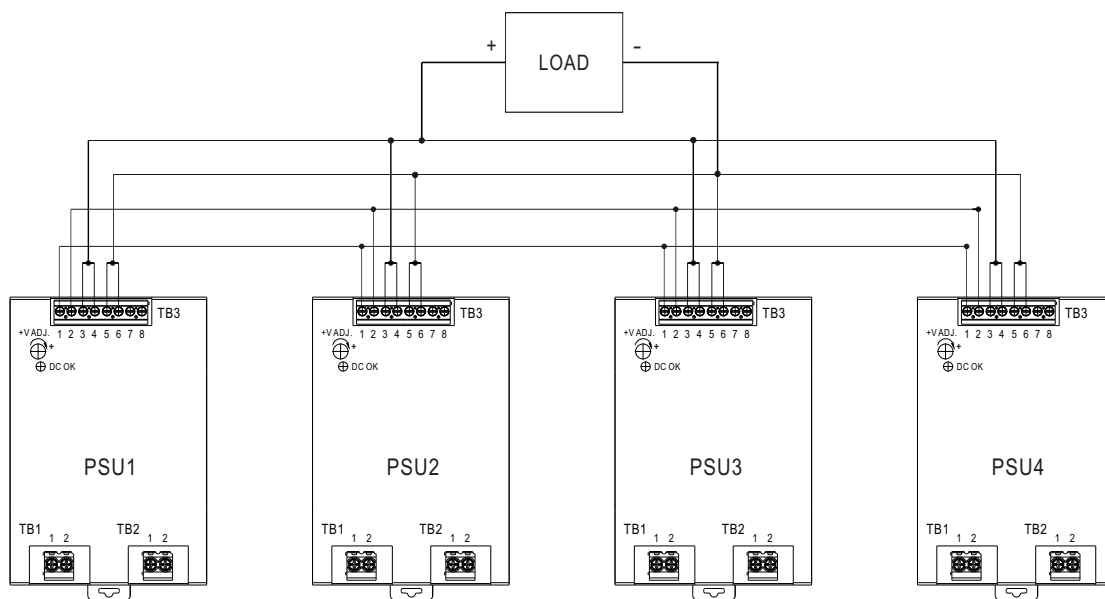 + LOAD -
TB3 TB3 TB3 TB3
1 2 3 4 5 6 7 8 1 2 3 4 5 6 7 8 1 2 3 4 5 6 7 8 1 2 3 4 5 6 7 8
+V ADJ. +V ADJ. +V ADJ. +V ADJ.
+ + + +
DC OK DC OK DC OK DC OK
PSU1 PSU2 PSU3 PSU4
TB1 TB2 TB1 TB2 TB1 TB2 TB1 TB2
1 2 1 2 1 2 1 2 1 2 1 2 1 2 1 2